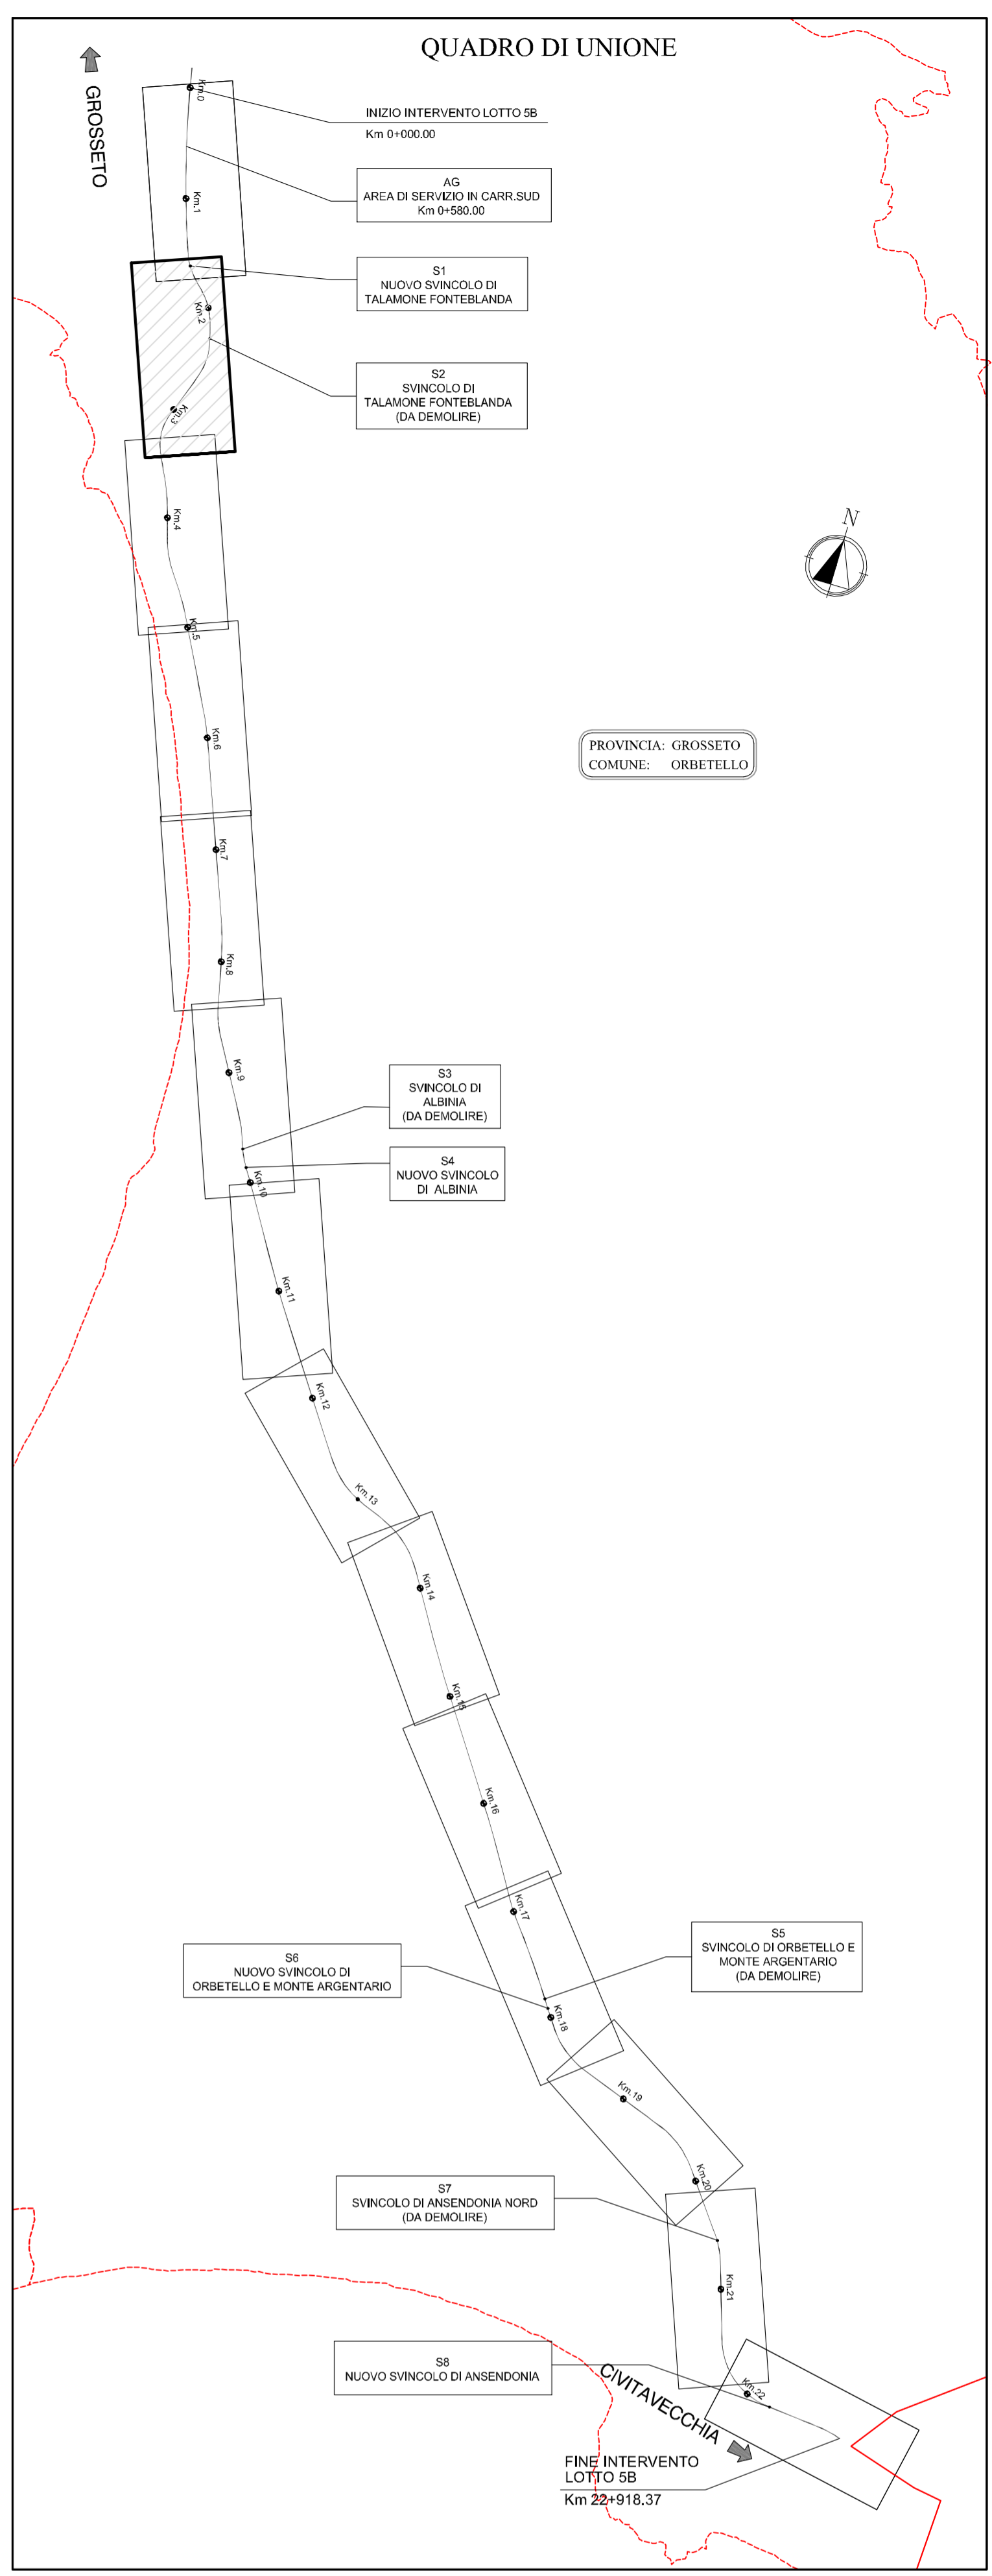 QUADRO DI UNIONE
GROSSETO
Km.0
INIZIO INTERVENTO LOTTO 5B
Km 0+000.00
AG
AREA DI SERVIZIO IN CARR.SUD
Km 0+580.00
Km.1
S1
NUOVO SVINCOLO DI
TALAMONE FONTEBLANDA
Km.2
S2
SVINCOLO DI
TALAMONE FONTEBLANDA
(DA DEMOLIRE)
Km.3
Km.4
N
Km.5
Km.6
PROVINCIA: GROSSETO
COMUNE: ORBETELLO
Km.7
Km.8
Km.9
S3
SVINCOLO DI
ALBINIA
(DA DEMOLIRE)
S4
NUOVO SVINCOLO
DI ALBINIA
Km.10
Km.11
Km.12
Km.13
Km.14
Km.15
Km.16
Km.17
S5
SVINCOLO DI ORBETELLO E
MONTE ARGENTARIO
(DA DEMOLIRE)
S6
NUOVO SVINCOLO DI
ORBETELLO E MONTE ARGENTARIO
Km.18
Km.19
Km.20
S7
SVINCOLO DI ANSENDONIA NORD
(DA DEMOLIRE)
Km.21
S8
NUOVO SVINCOLO DI ANSENDONIA
Km.22
CIVITAVECCHIA
FINE INTERVENTO
LOTTO 5B
Km 22+918.37